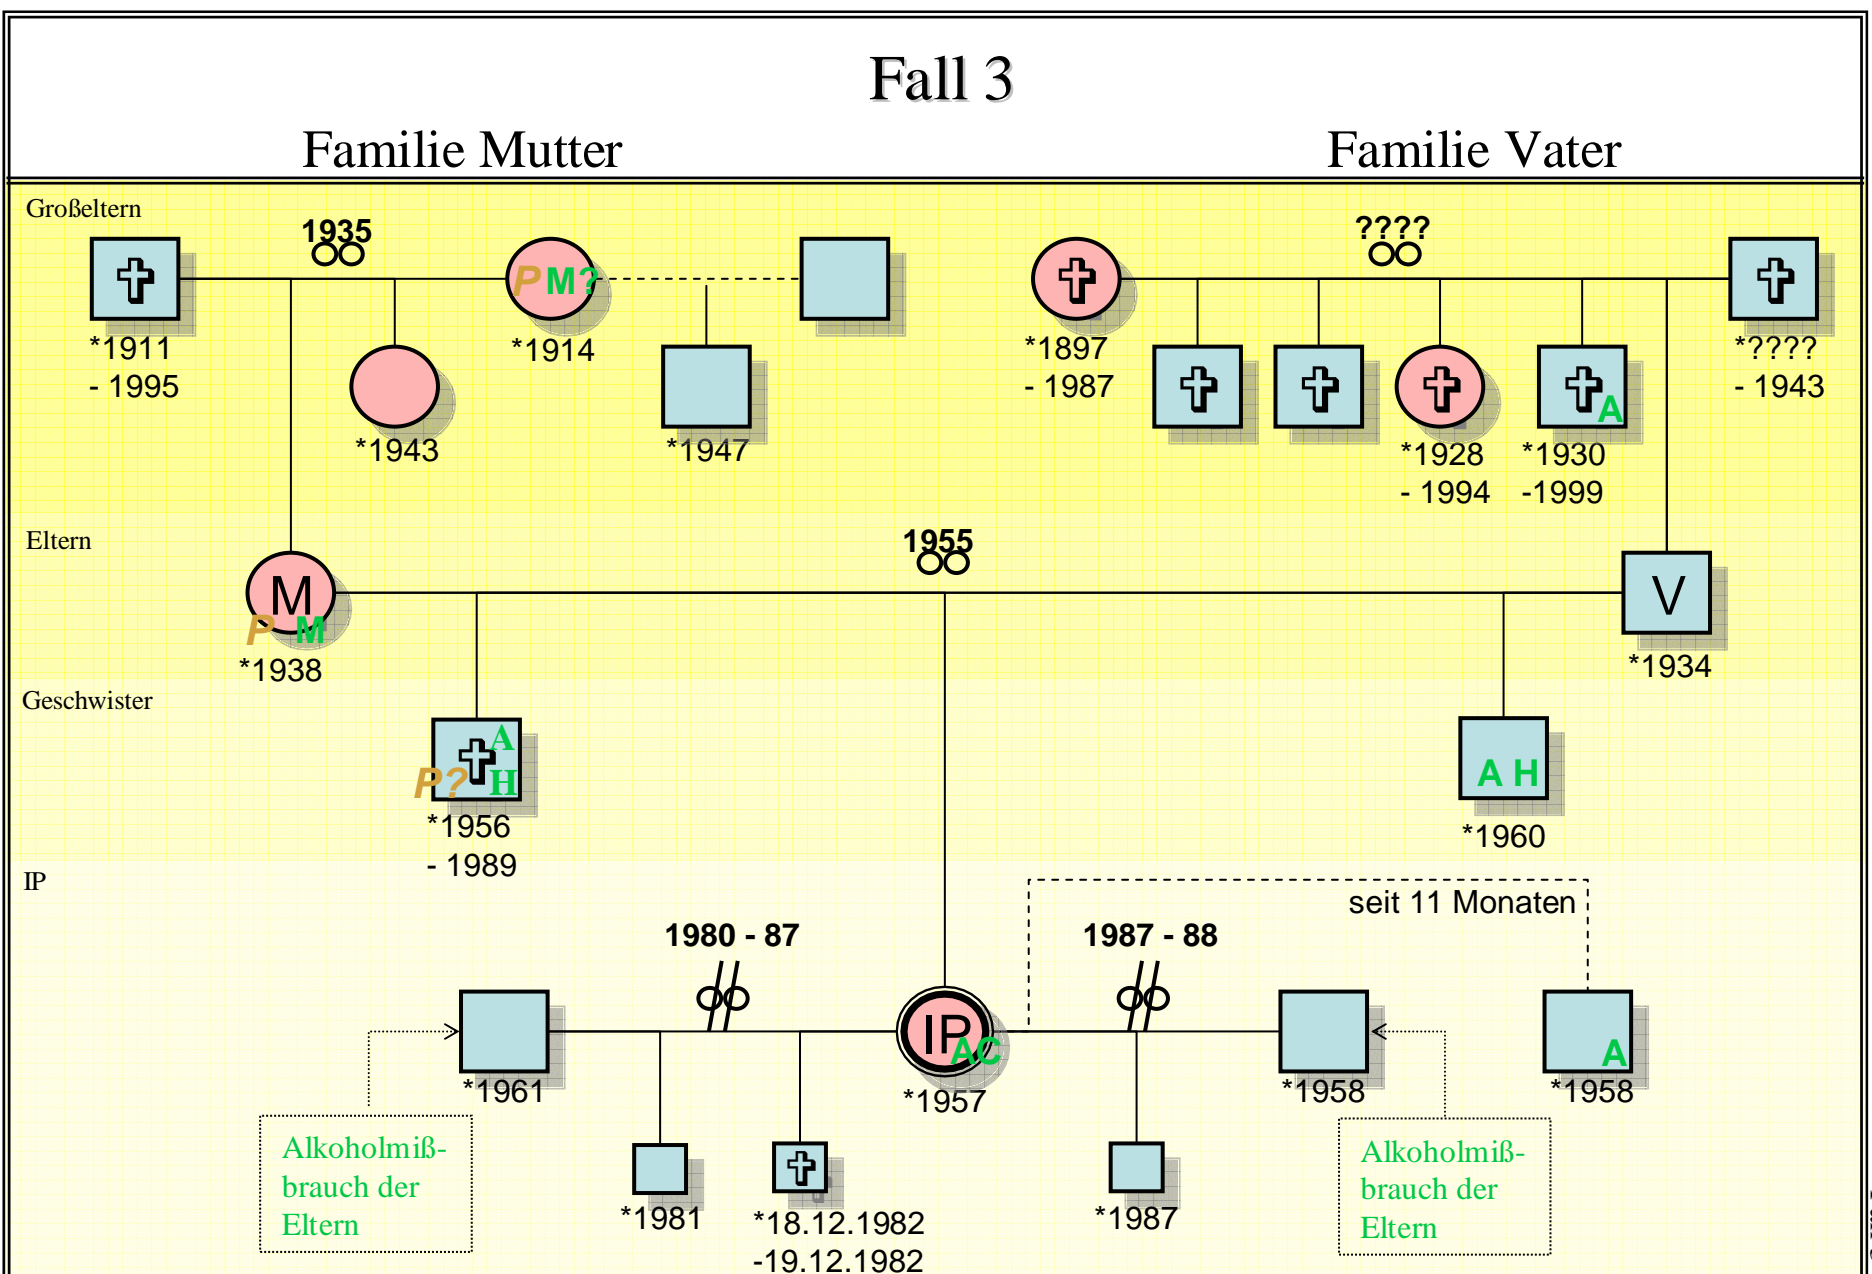 Fall 3
Familie Mutter
Familie Vater
Großeltern
1935
????
P M?
*1911
- 1995
*1914
*1897
- 1987
*????
- 1943
A
*1943
*1947
*1928
- 1994
*1930
-1999
Eltern
1955
M
P M
*1938
V
*1934
Geschwister
A
P? H
*1956
- 1989
A H
*1960
IP
seit 11 Monaten
1980 - 87
1987 - 88
IP
AC
*1957
*1961
*1958
A
*1958
Alkoholmiß-
brauch der
Eltern
*1981
*18.12.1982
-19.12.1982
*1987
Alkoholmiß-
brauch der
Eltern